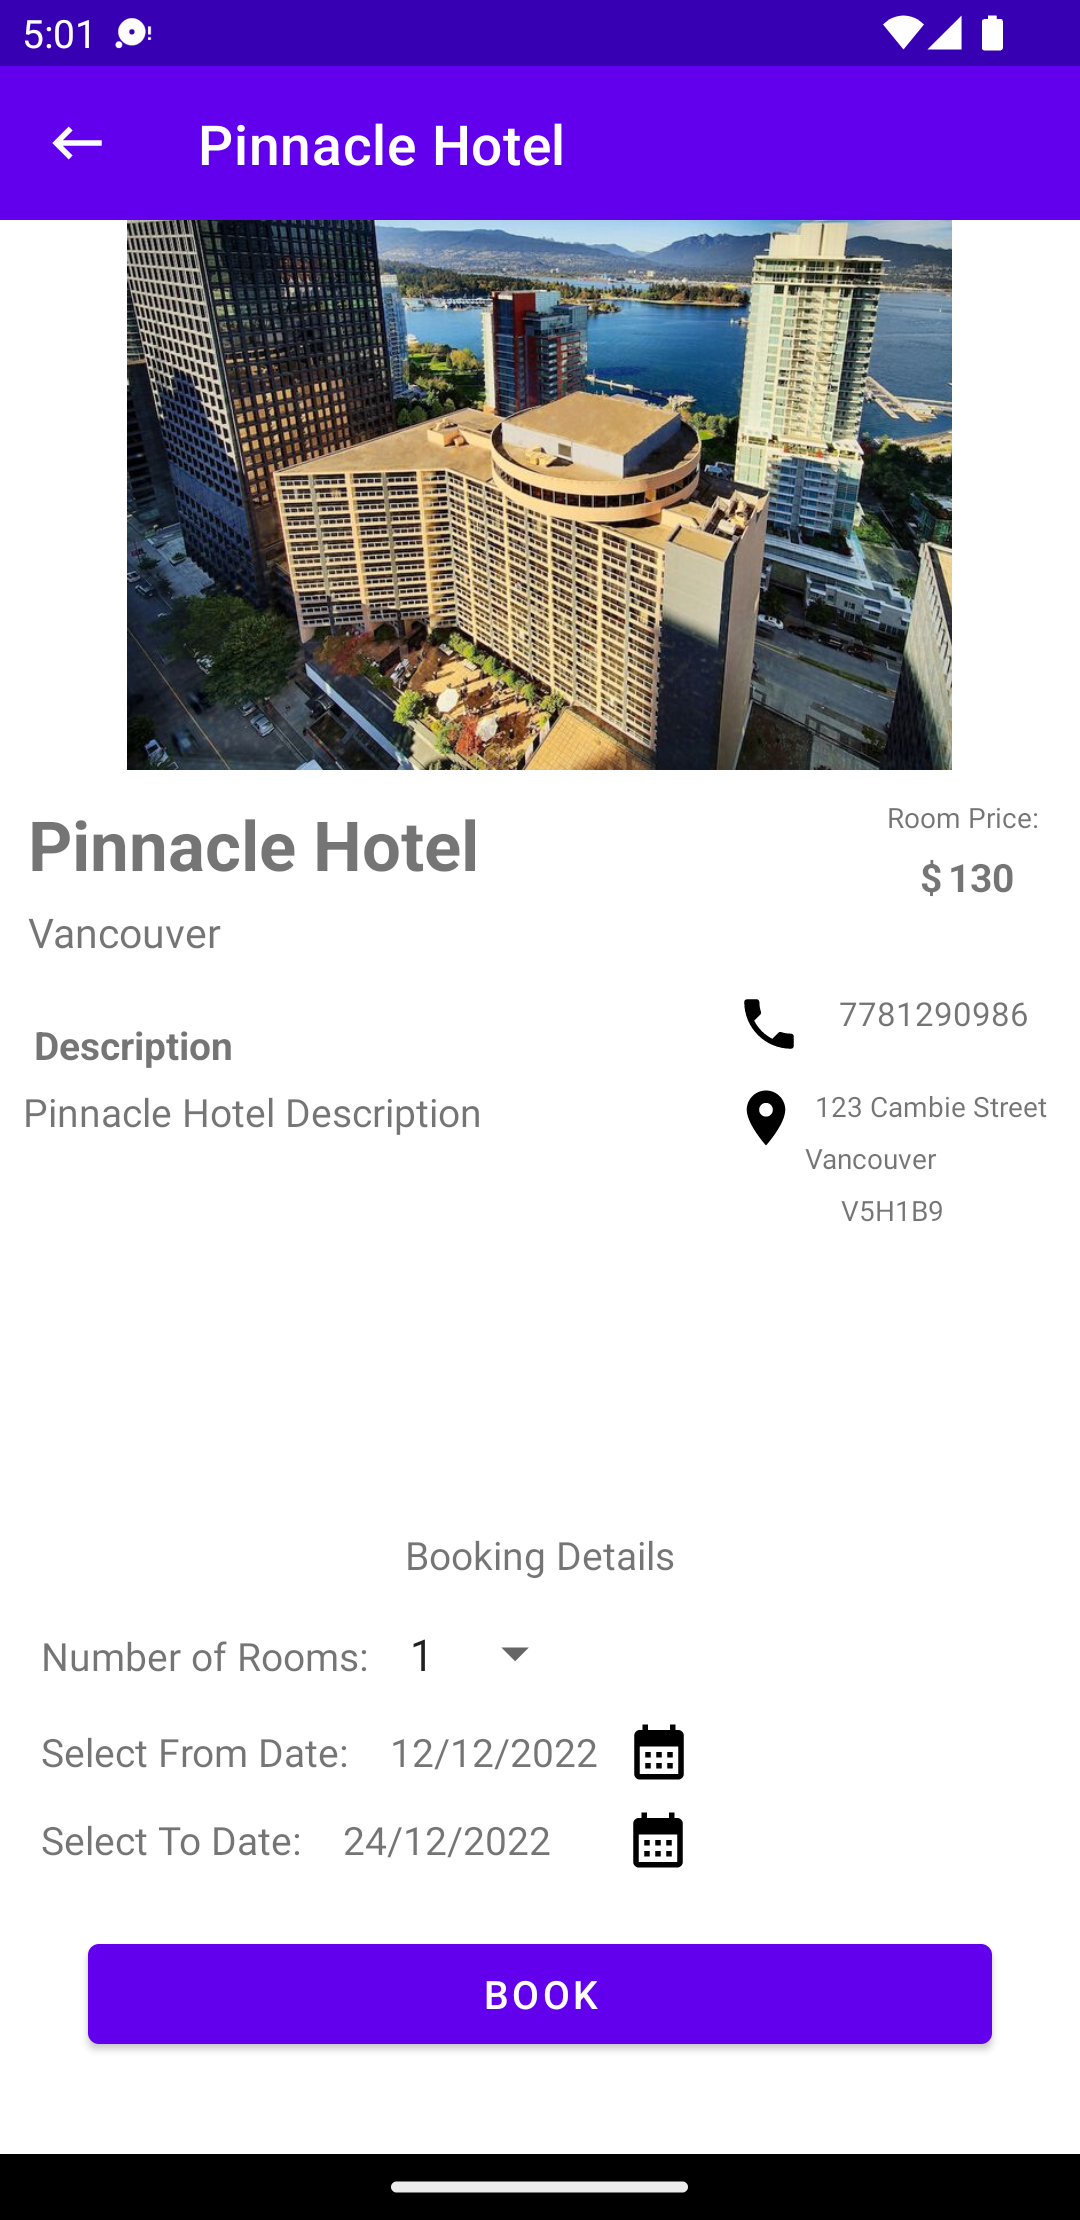 5:01
Pinnacle Hotel
Pinnacle Hotel
Room Price:
$ 130
Vancouver
7781290986
Description
Pinnacle Hotel Description
123 Cambie Street
Vancouver
V5H1B9
Booking Details
Number of Rooms: 1
Select From Date: 12/12/2022
Select To Date: 24/12/2022
BOOK